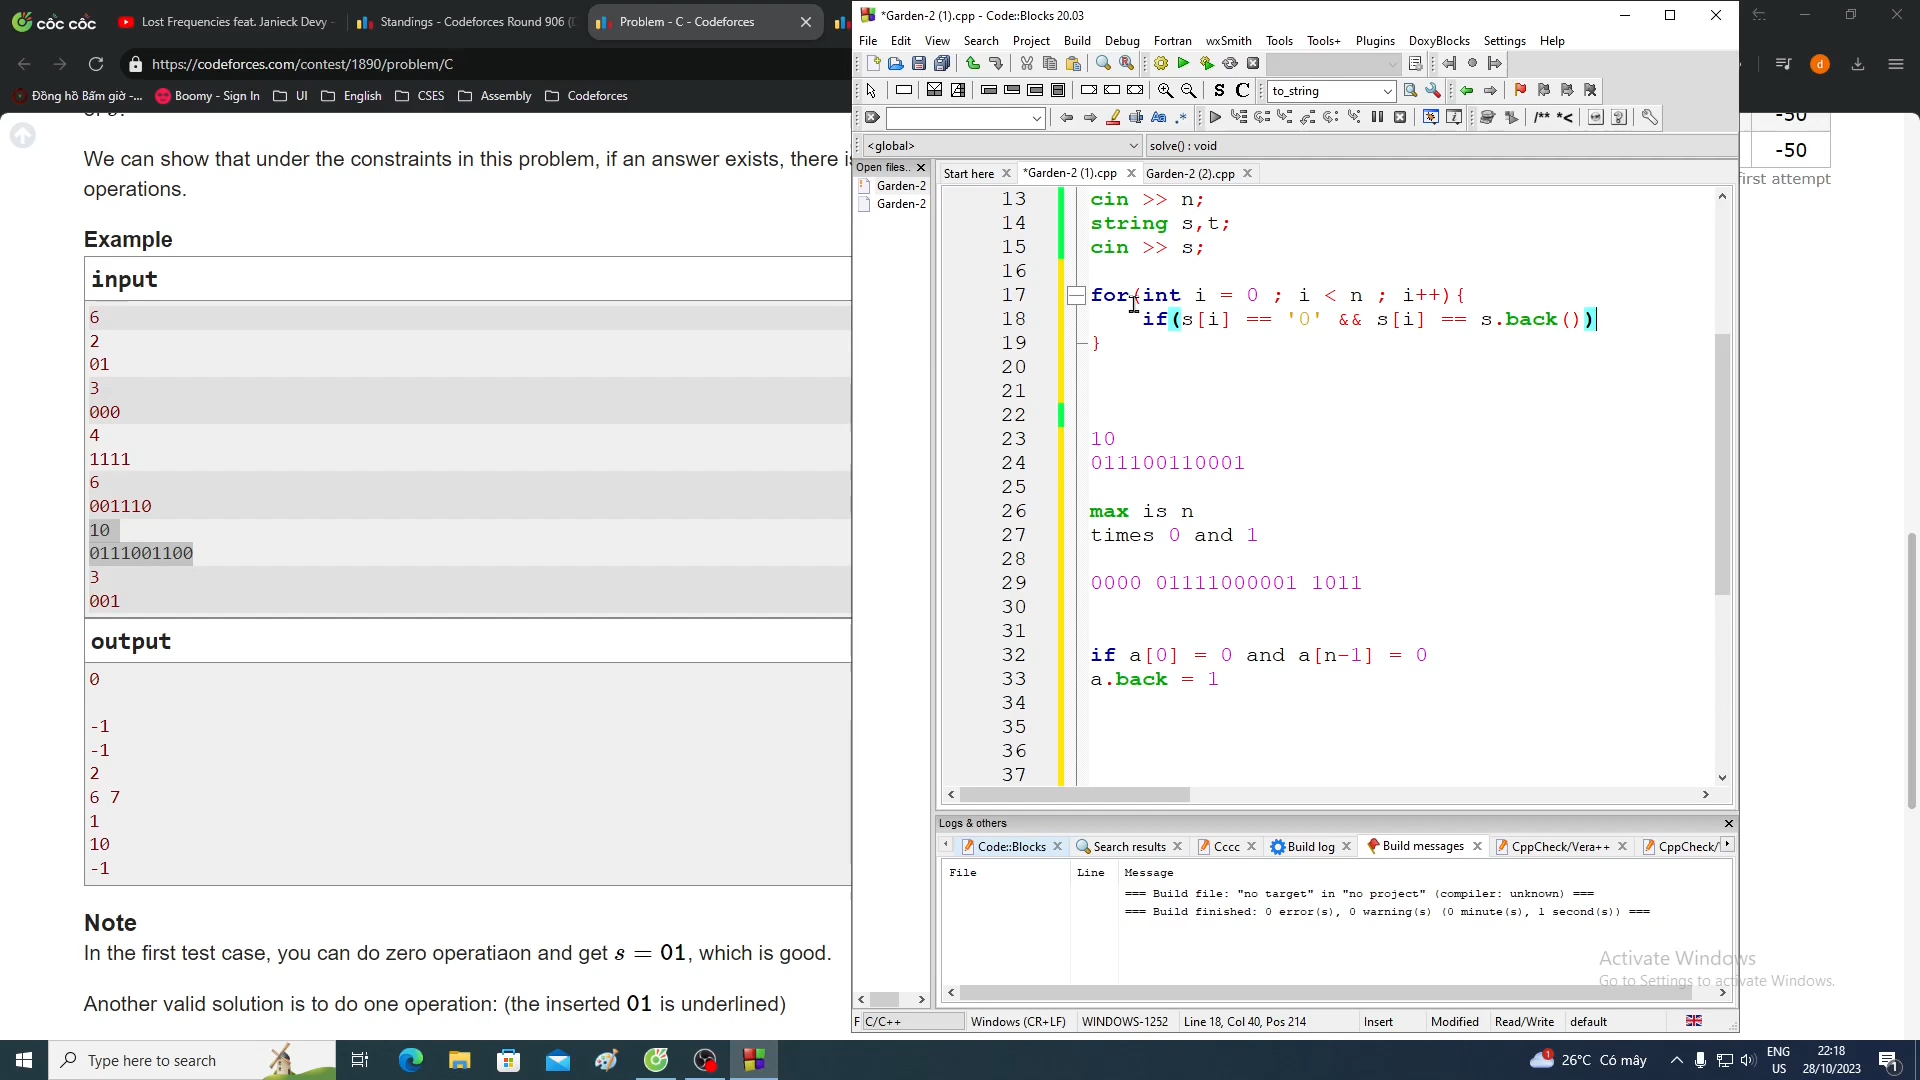 cốc cốc
Lost Frequencies feat. Janieck Devy -
Standings - Codeforces Round 906 (
Problem - C - Codeforces
https://codeforces.com/contest/1890/problem/C
Đồng hồ Bấm giờ -...
Boomy - Sign In
UI
English
CSES
Assembly
Codeforces
We can show that under the constraints in this problem, if an answer exists, there is
operations.
Example
input
6
2
01
3
000
4
1111
6
001110
10
0111001100
3
001
output
0
-1
-1
2
6 7
1
10
-1
Note
In the first test case, you can do zero operatiaon and get s = 01, which is good.
Another valid solution is to do one operation: (the inserted 01 is underlined)
*Garden-2 (1).cpp - Code::Blocks 20.03
File Edit View Search Project Build Debug Fortran wxSmith Tools Tools+ Plugins DoxyBlocks Settings Help
to_string
<global>
solve() : void
Open files..
Garden-2
Garden-2
Start here
*Garden-2 (1).cpp
Garden-2 (2).cpp
13 cin >> n;
14 string s,t;
15 cin >> s;
16
17 for(int i = 0 ; i < n ; i++){
18 if(s[i] == '0' && s[i] == s.back())
19 }
20
21
22
23 10
24 011100110001
25
26 max is n
27 times 0 and 1
28
29 0000 01111000001 1011
30
31
32 if a[0] = 0 and a[n-1] = 0
33 a.back = 1
34
35
36
37
Logs & others
Code::Blocks
Search results
Cccc
Build log
Build messages
CppCheck/Vera++
CppCheck/
File Line Message
=== Build file: "no target" in "no project" (compiler: unknown) ===
=== Build finished: 0 error(s), 0 warning(s) (0 minute(s), 1 second(s)) ===
F C/C++ Windows (CR+LF) WINDOWS-1252 Line 18, Col 40, Pos 214 Insert Modified Read/Write default
-50
-50
first attempt
Activate Windows
Go to Settings to activate Windows.
Type here to search
26°C Có mây
ENG
US
22:18
28/10/2023
1